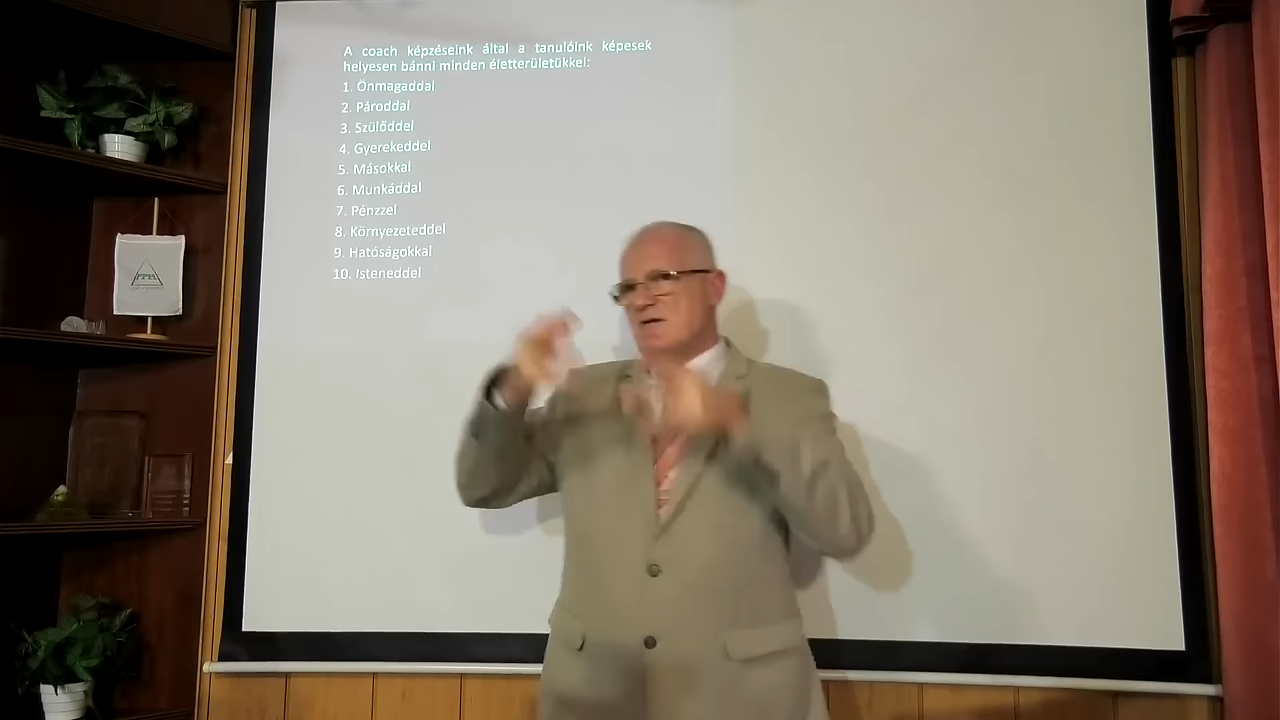 A coach képzéseink által a tanulóink képesek
helyesen bánni minden életterületükkel:
1. Önmagaddal
2. Pároddal
3. Szülőddel
4. Gyerekeddel
5. Másokkal
6. Munkáddal
7. Pénzzel
8. Környezeteddel
9. Hatóságokkal
10. Isteneddel